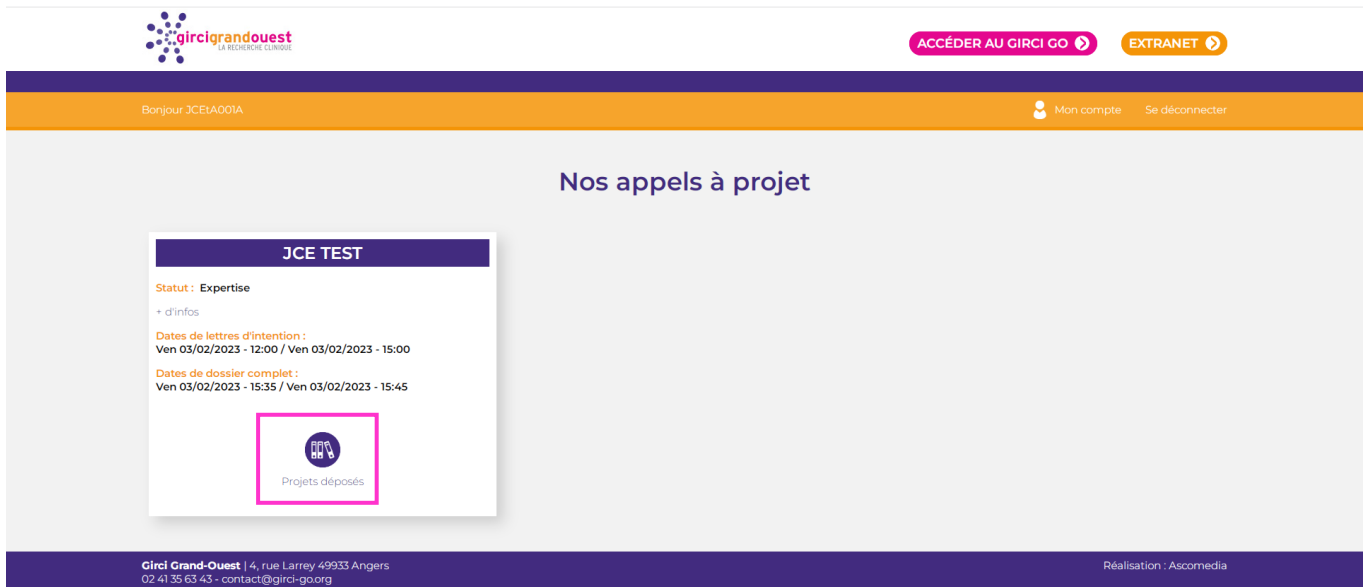 gircigrandouest
LA RECHERCHE CLINIQUE
ACCÉDER AU GIRCI GO
EXTRANET
Bonjour JCEtA001A
Mon compte
Se déconnecter
Nos appels à projet
JCE TEST
Statut : Expertise
+ d'infos
Dates de lettres d'intention :
Ven 03/02/2023 - 12:00 / Ven 03/02/2023 - 15:00
Dates de dossier complet :
Ven 03/02/2023 - 15:35 / Ven 03/02/2023 - 15:45
Projets déposés
Girci Grand-Ouest | 4, rue Larrey 49933 Angers
02 41 35 63 43 - contact@girci-go.org
Réalisation : Ascomedia